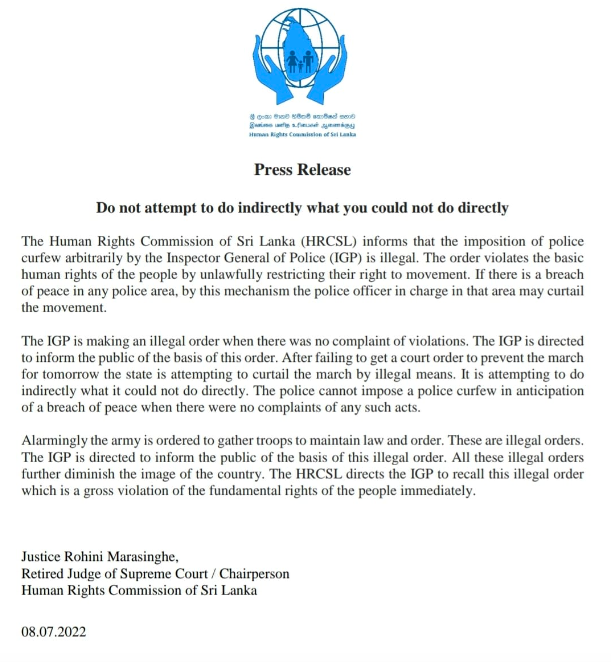 ශ්‍රී ලංකා මානව හිමිකම් කොමිෂන් සභාව
இலங்கை மனித உரிமைகள் ஆணைக்குழு
Human Rights Commission of Sri Lanka
Press Release
Do not attempt to do indirectly what you could not do directly
The Human Rights Commission of Sri Lanka (HRCSL) informs that the imposition of police
curfew arbitrarily by the Inspector General of Police (IGP) is illegal. The order violates the basic
human rights of the people by unlawfully restricting their right to movement. If there is a breach
of peace in any police area, by this mechanism the police officer in charge in that area may curtail
the movement.
The IGP is making an illegal order when there was no complaint of violations. The IGP is directed
to inform the public of the basis of this order. After failing to get a court order to prevent the march
for tomorrow the state is attempting to curtail the march by illegal means. It is attempting to do
indirectly what it could not do directly. The police cannot impose a police curfew in anticipation
of a breach of peace when there were no complaints of any such acts.
Alarmingly the army is ordered to gather troops to maintain law and order. These are illegal orders.
The IGP is directed to inform the public of the basis of this illegal order. All these illegal orders
further diminish the image of the country. The HRCSL directs the IGP to recall this illegal order
which is a gross violation of the fundamental rights of the people immediately.
Justice Rohini Marasinghe,
Retired Judge of Supreme Court / Chairperson
Human Rights Commission of Sri Lanka
08.07.2022